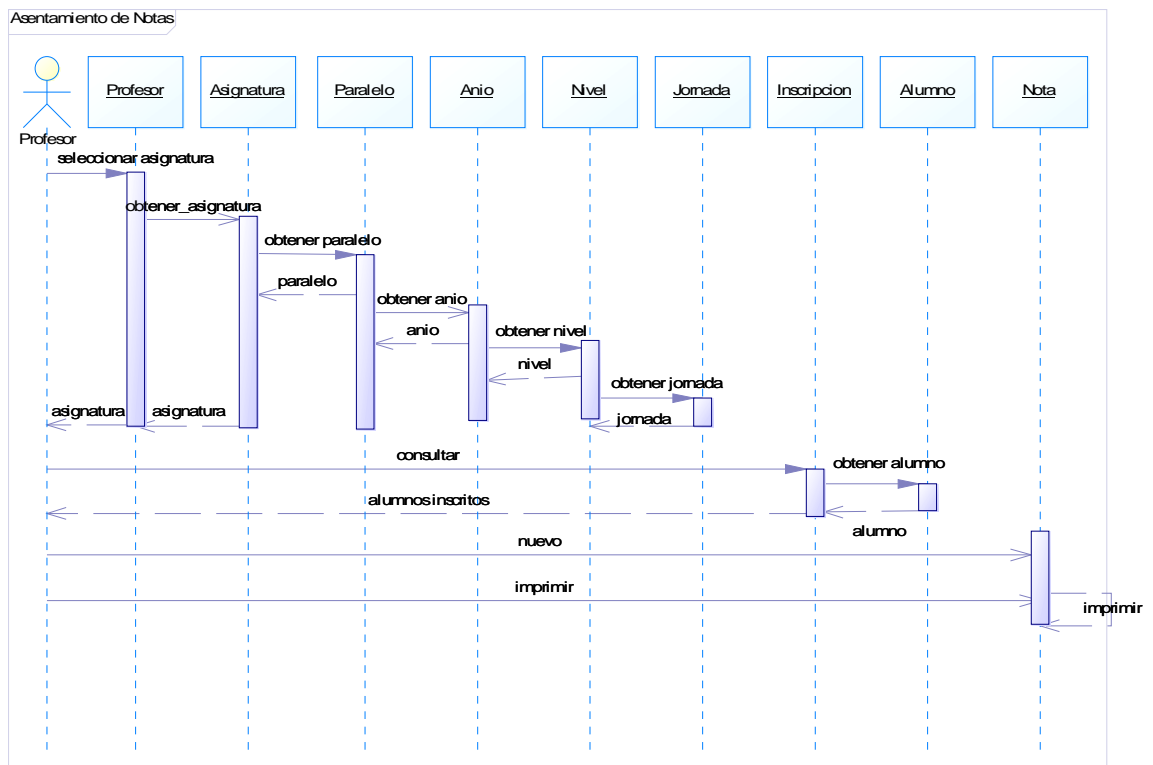 Asentamiento de Notas
Profesor
Asignatura
Paralelo
Anio
Nivel
Jornada
Inscripcion
Alumno
Nota
Profesor
seleccionar asignatura
obtener_asignatura
obtener paralelo
paralelo
obtener anio
anio
obtener nivel
nivel
obtener jornada
asignatura
asignatura
jornada
consultar
obtener alumno
alumnos inscritos
alumno
nuevo
imprimir
imprimir